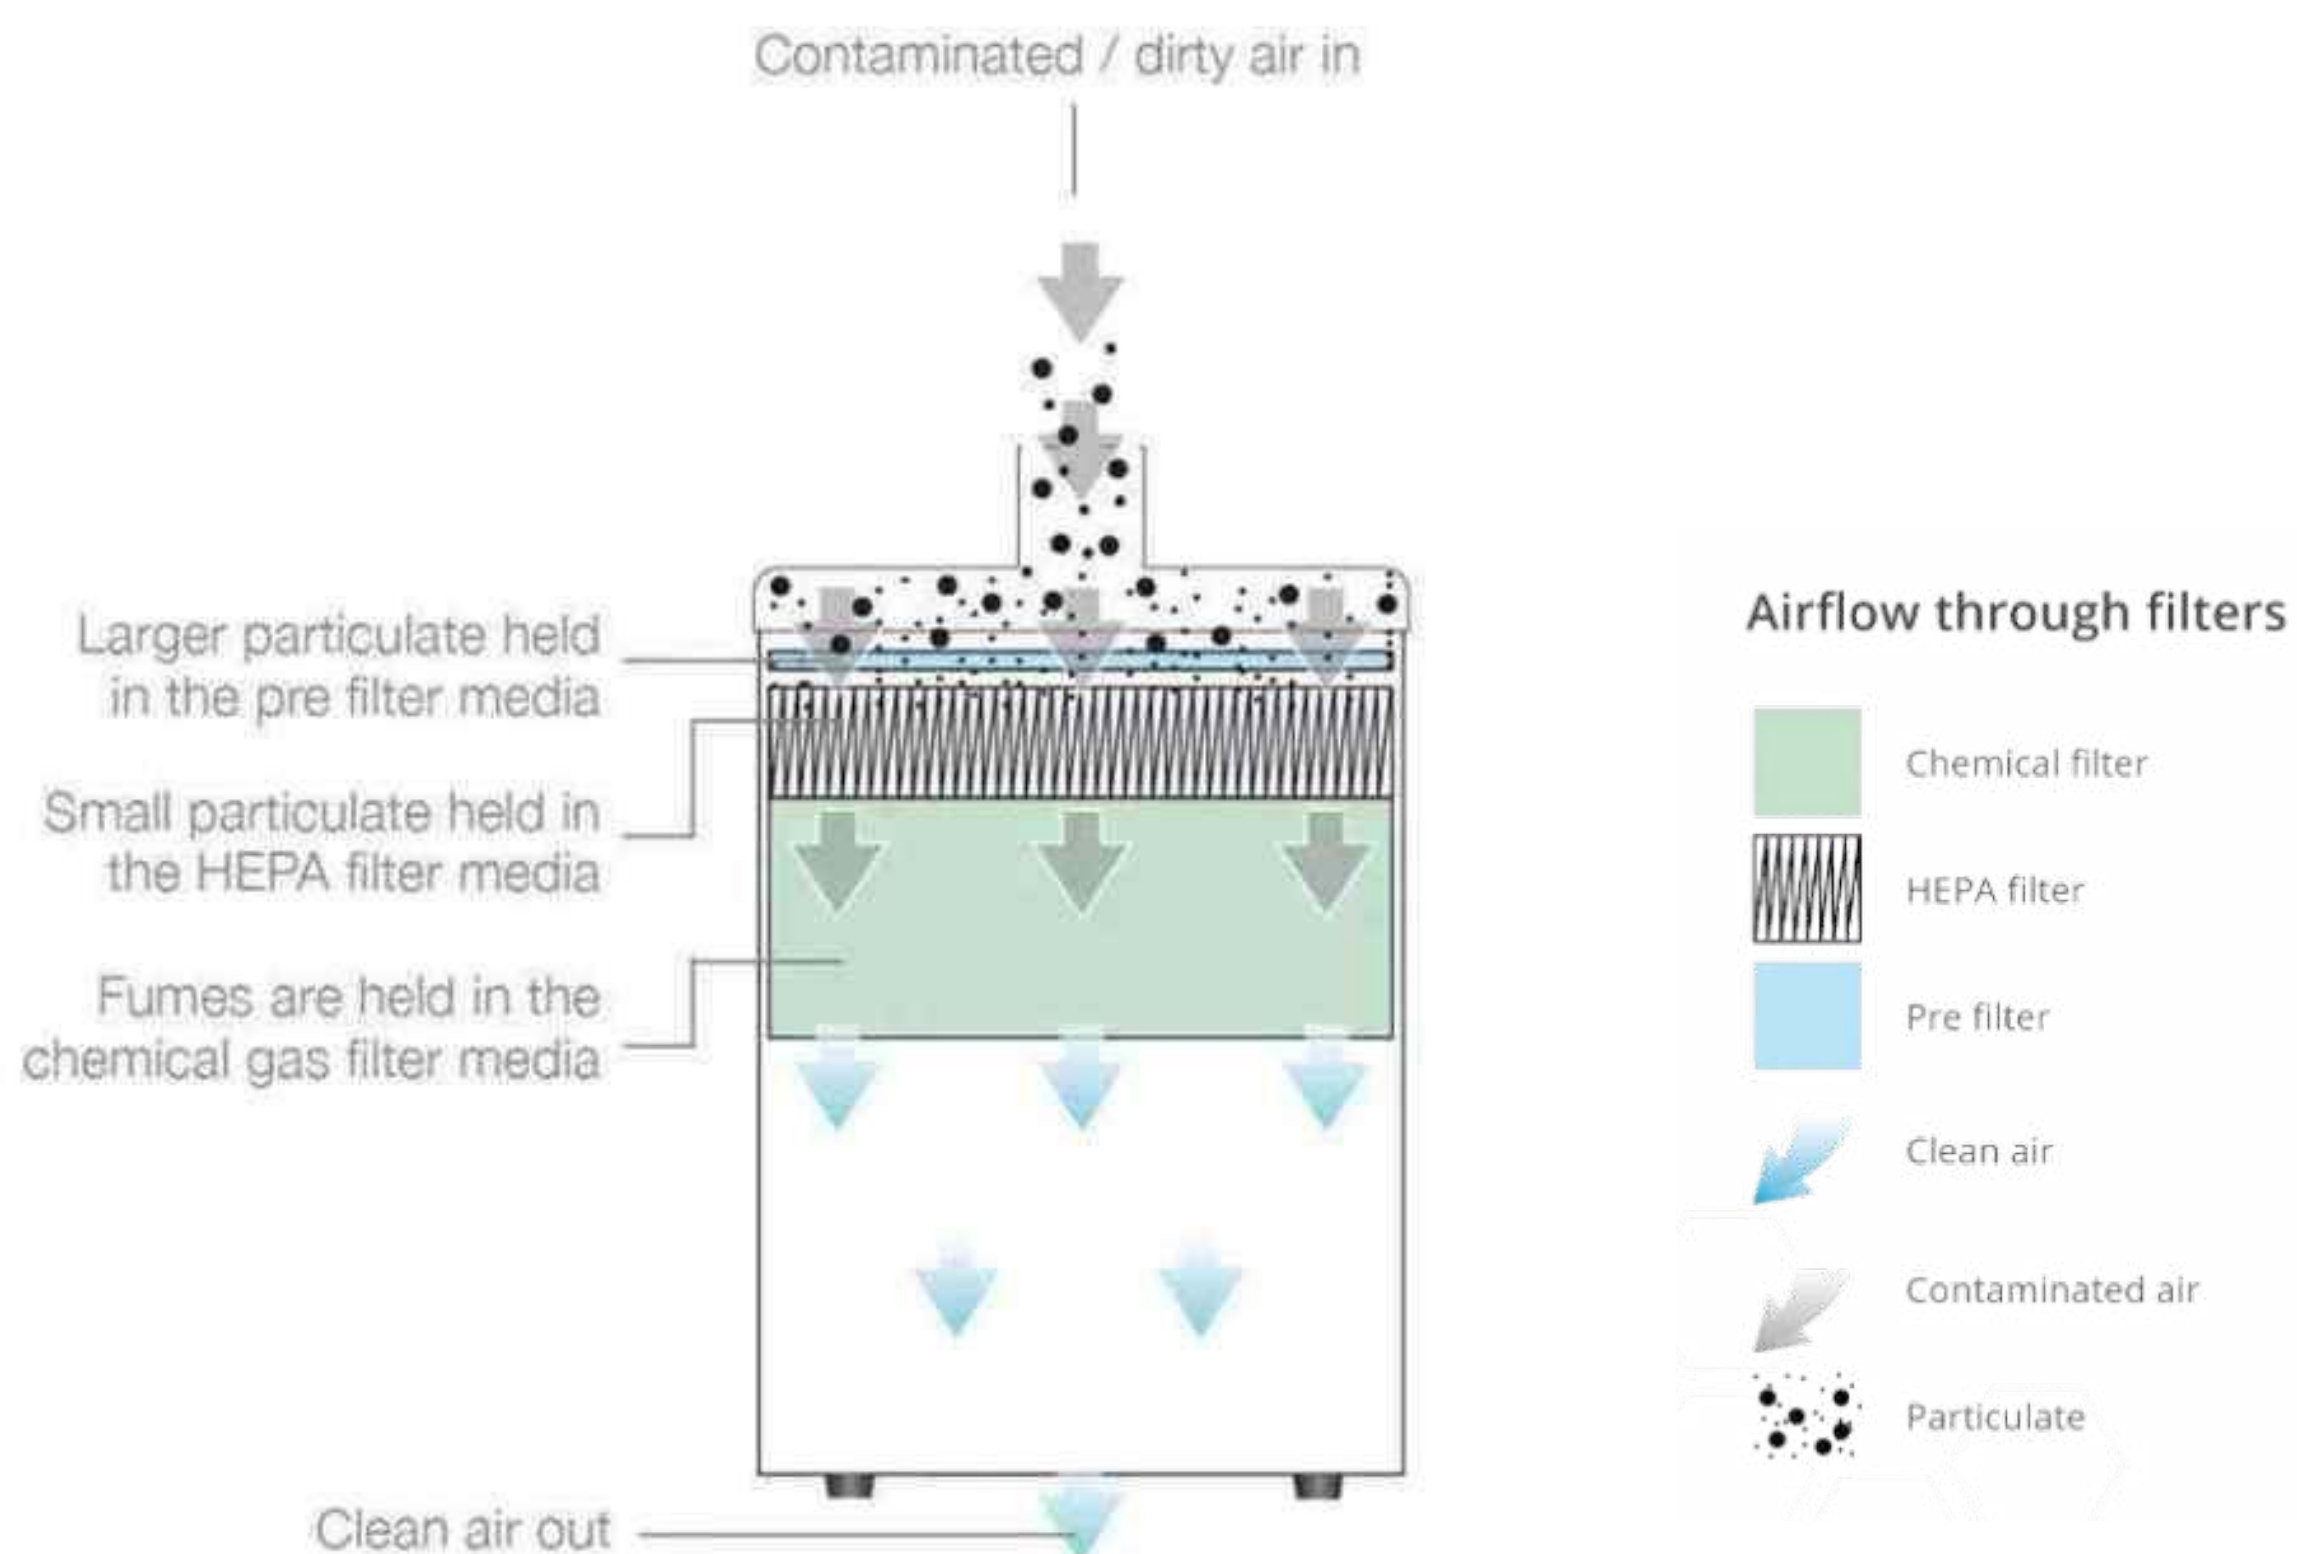 Contaminated / dirty air in
Larger particulate held
in the pre filter media
Small particulate held in
the HEPA filter media
Fumes are held in the
chemical gas filter media
Clean air out
Airflow through filters
Chemical filter
HEPA filter
Pre filter
Clean air
Contaminated air
Particulate